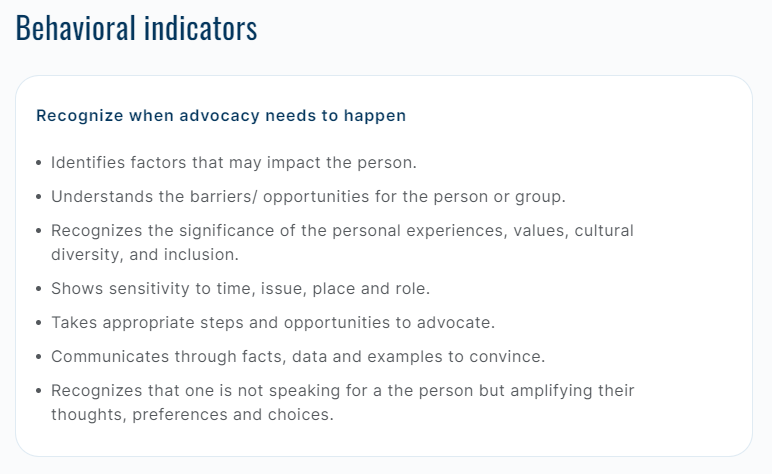 Behavioral indicators
Recognize when advocacy needs to happen
• Identifies factors that may impact the person.
• Understands the barriers/ opportunities for the person or group.
• Recognizes the significance of the personal experiences, values, cultural
diversity, and inclusion.
• Shows sensitivity to time, issue, place and role.
• Takes appropriate steps and opportunities to advocate.
• Communicates through facts, data and examples to convince.
• Recognizes that one is not speaking for a the person but amplifying their
thoughts, preferences and choices.